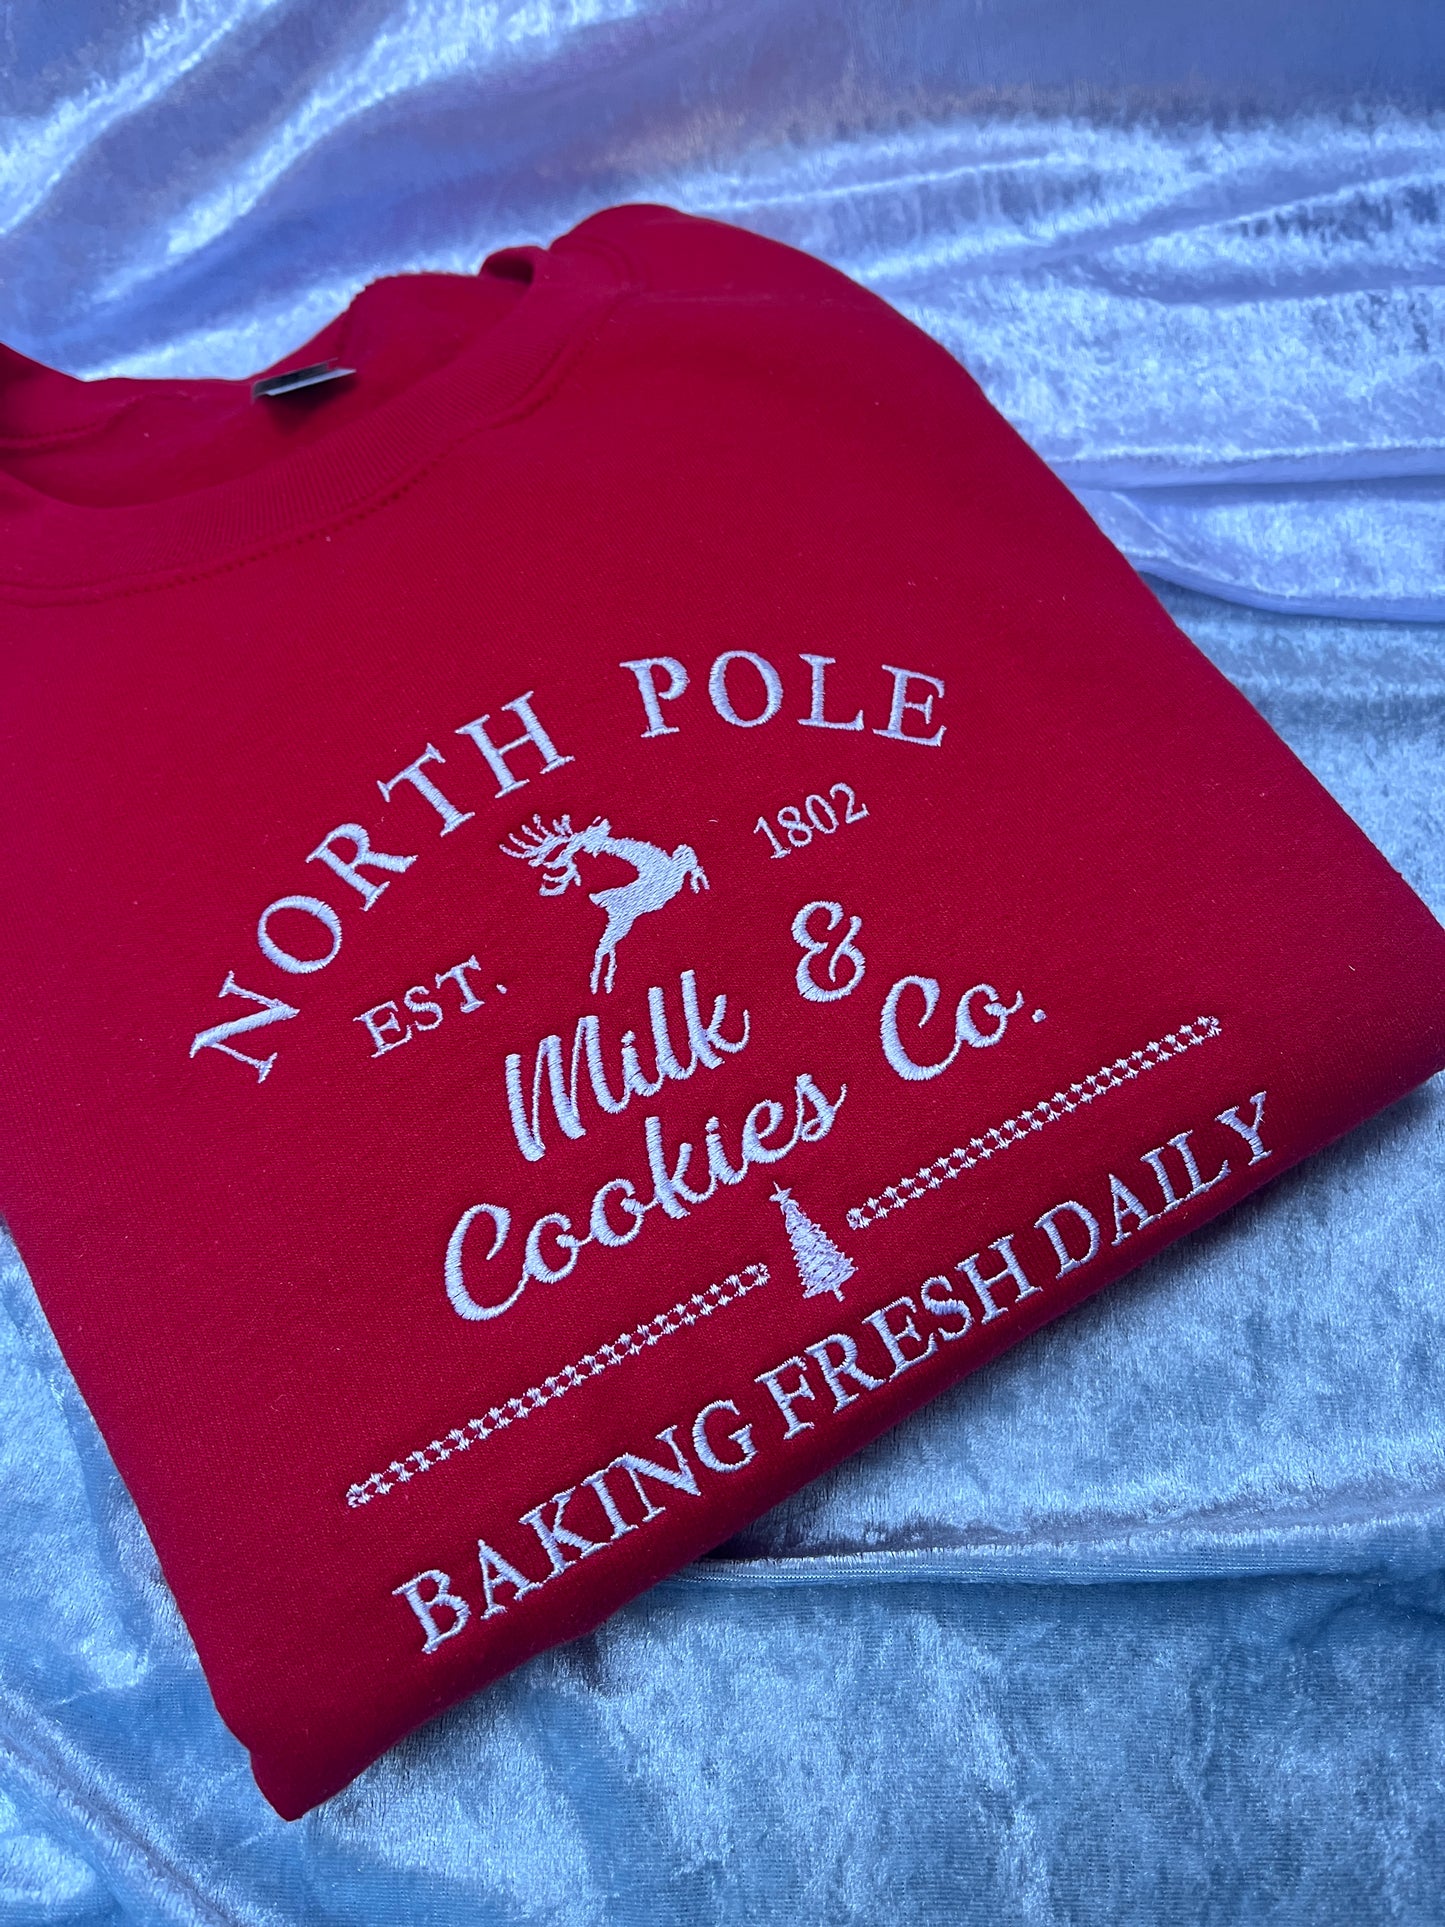 NORTH POLE
EST. 1802
Milk &
Cookies Co.
BAKING FRESH DAILY